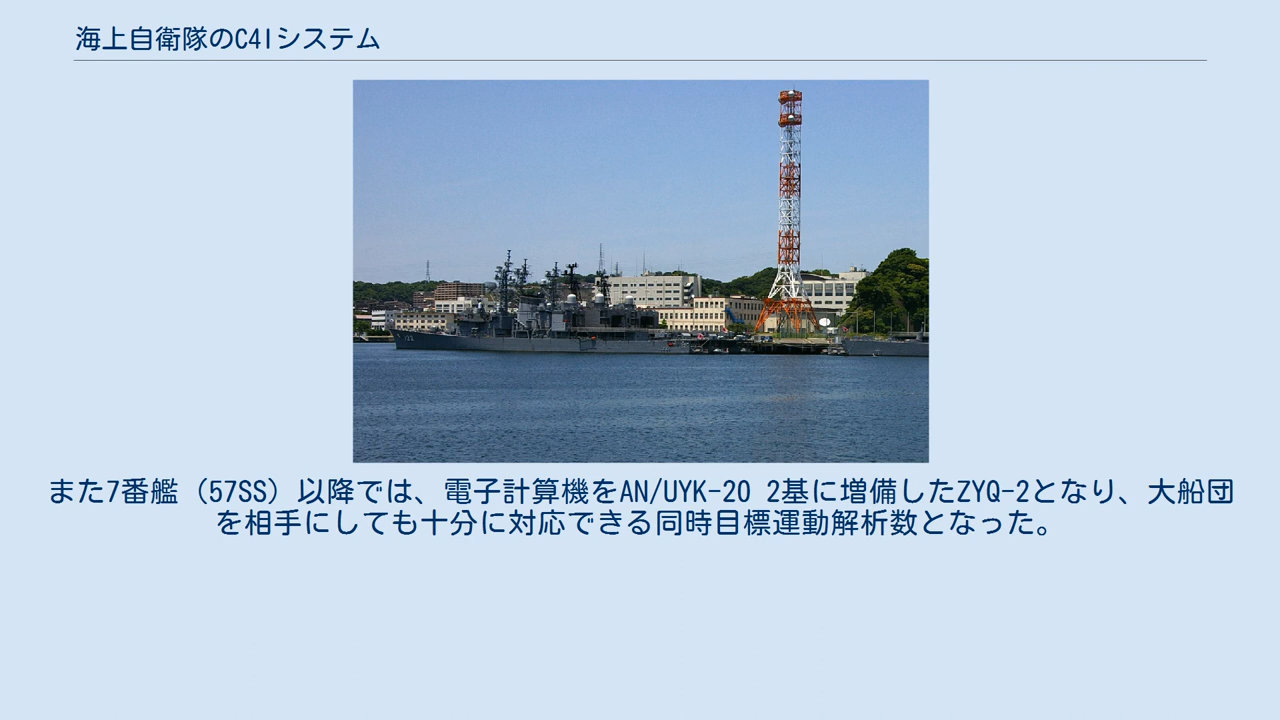 海上自衛隊のC4Iシステム
また7番艦（57SS）以降では、電子計算機をAN/UYK-20 2基に増備したZYQ-2となり、大船団
を相手にしても十分に対応できる同時目標運動解析数となった。